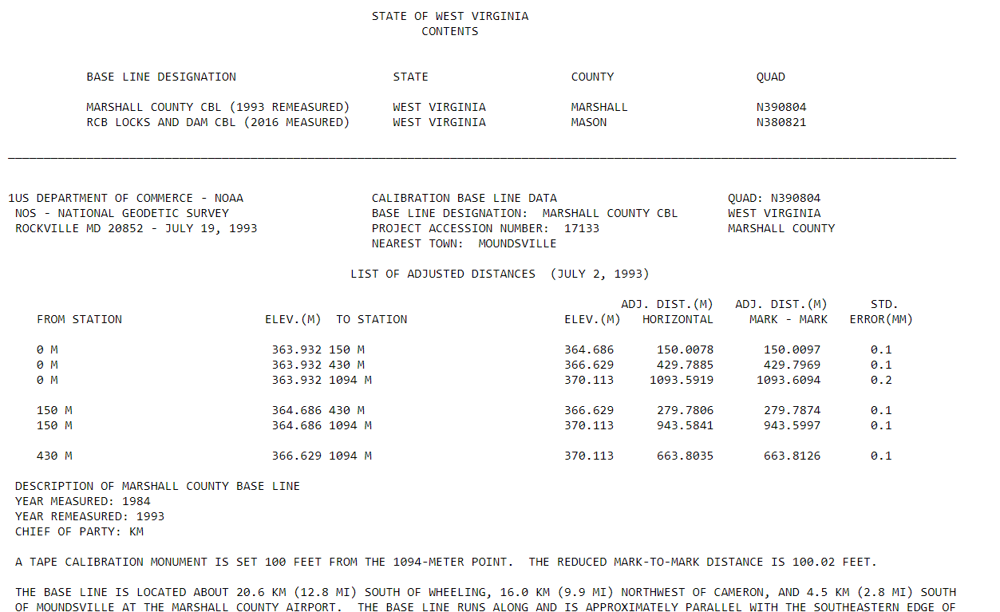 STATE OF WEST VIRGINIA
CONTENTS
BASE LINE DESIGNATION STATE COUNTY QUAD
MARSHALL COUNTY CBL (1993 REMEASURED) WEST VIRGINIA MARSHALL N390804
RCB LOCKS AND DAM CBL (2016 MEASURED) WEST VIRGINIA MASON N380821
1US DEPARTMENT OF COMMERCE - NOAA CALIBRATION BASE LINE DATA QUAD: N390804
NOS - NATIONAL GEODETIC SURVEY BASE LINE DESIGNATION: MARSHALL COUNTY CBL WEST VIRGINIA
ROCKVILLE MD 20852 - JULY 19, 1993 PROJECT ACCESSION NUMBER: 17133 MARSHALL COUNTY
NEAREST TOWN: MOUNDSVILLE
LIST OF ADJUSTED DISTANCES (JULY 2, 1993)
ADJ. DIST.(M) ADJ. DIST.(M) STD.
FROM STATION ELEV.(M) TO STATION ELEV.(M) HORIZONTAL MARK - MARK ERROR(MM)
0 M 363.932 150 M 364.686 150.0078 150.0097 0.1
0 M 363.932 430 M 366.629 429.7885 429.7969 0.1
0 M 363.932 1094 M 370.113 1093.5919 1093.6094 0.2
150 M 364.686 430 M 366.629 279.7806 279.7874 0.1
150 M 364.686 1094 M 370.113 943.5841 943.5997 0.1
430 M 366.629 1094 M 370.113 663.8035 663.8126 0.1
DESCRIPTION OF MARSHALL COUNTY BASE LINE
YEAR MEASURED: 1984
YEAR REMEASURED: 1993
CHIEF OF PARTY: KM
A TAPE CALIBRATION MONUMENT IS SET 100 FEET FROM THE 1094-METER POINT. THE REDUCED MARK-TO-MARK DISTANCE IS 100.02 FEET.
THE BASE LINE IS LOCATED ABOUT 20.6 KM (12.8 MI) SOUTH OF WHEELING, 16.0 KM (9.9 MI) NORTHWEST OF CAMERON, AND 4.5 KM (2.8 MI) SOUTH
OF MOUNDSVILLE AT THE MARSHALL COUNTY AIRPORT. THE BASE LINE RUNS ALONG AND IS APPROXIMATELY PARALLEL WITH THE SOUTHEASTERN EDGE OF